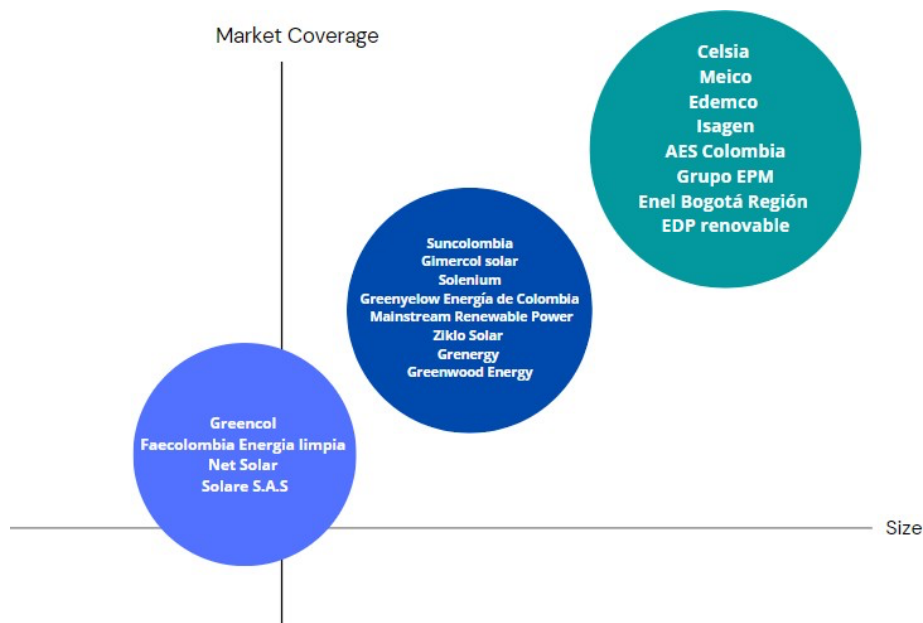 Market Coverage
Celsia
Meico
Edemco
Isagen
AES Colombia
Grupo EPM
Enel Bogotá Región
EDP renovable
Suncolombia
Gimercol solar
Solenium
Greenyelow Energía de Colombia
Mainstream Renewable Power
Ziklo Solar
Grenergy
Greenwood Energy
Greencol
Faecolombia Energia limpia
Net Solar
Solare S.A.S
Size